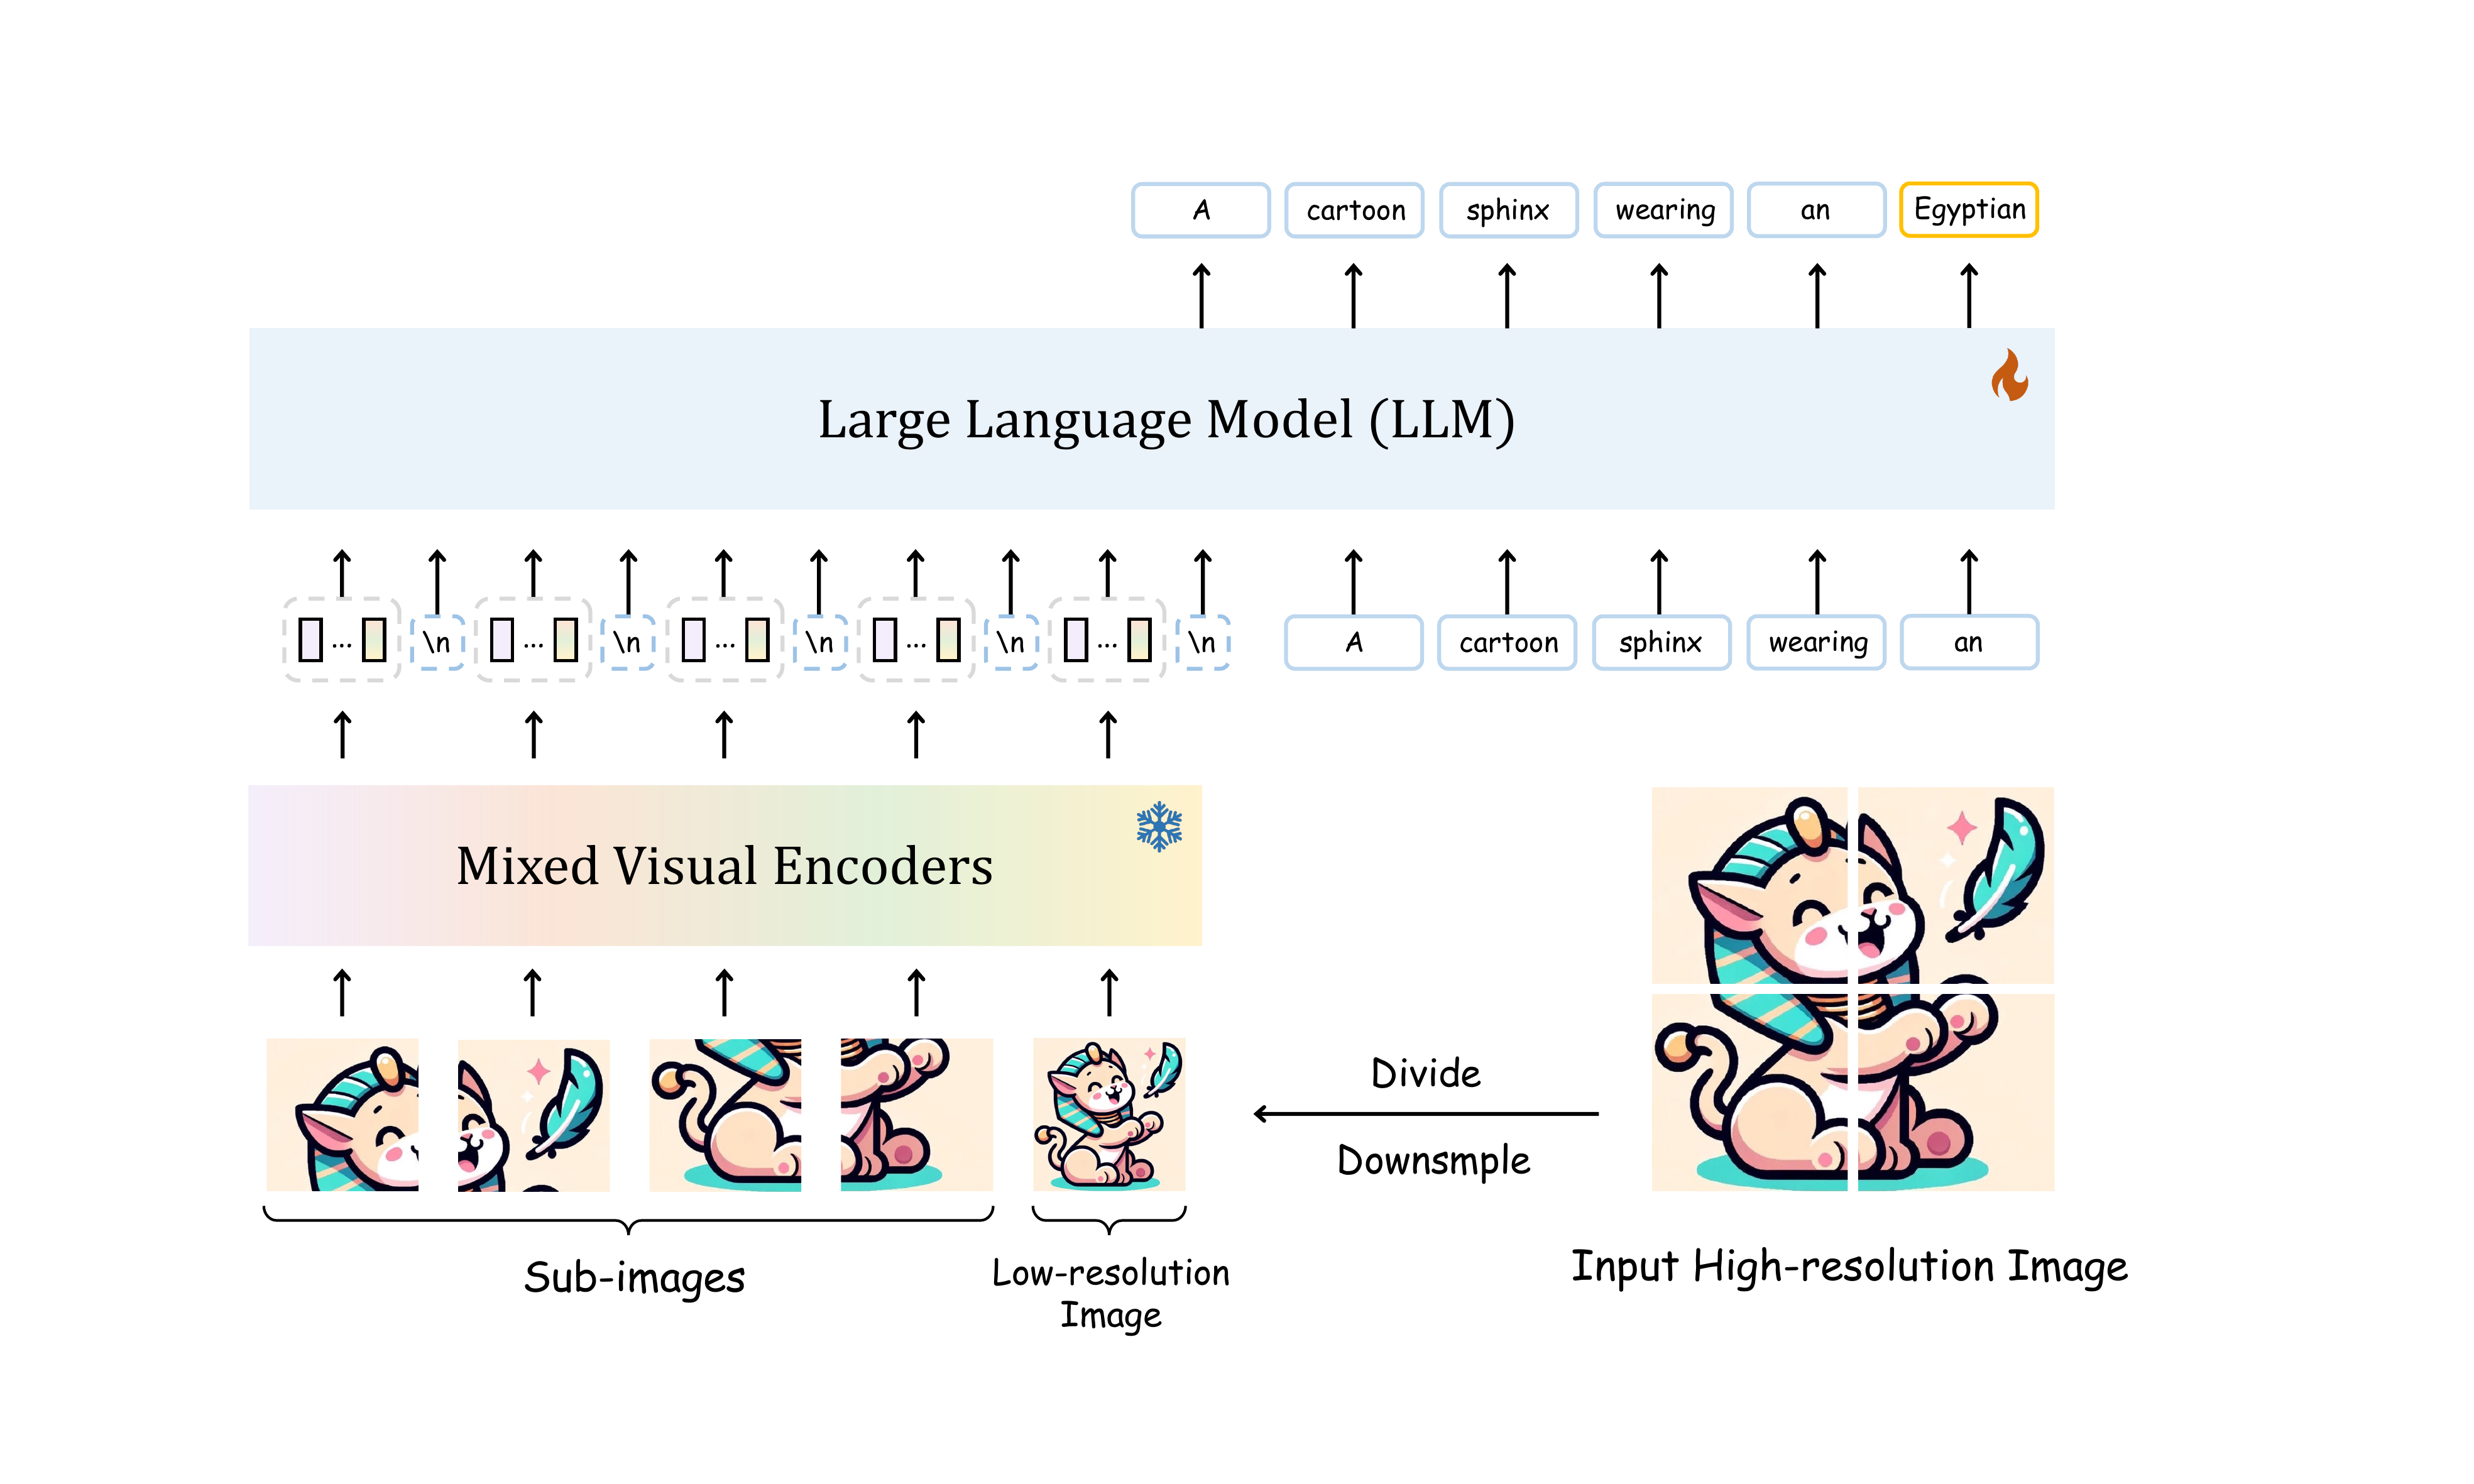 A cartoon sphinx wearing an Egyptian
Large Language Model (LLM)
... \n ... \n ... \n ... \n ... \n A cartoon sphinx wearing an
Mixed Visual Encoders
Divide
Downsmple
Sub-images
Low-resolution
Image
Input High-resolution Image